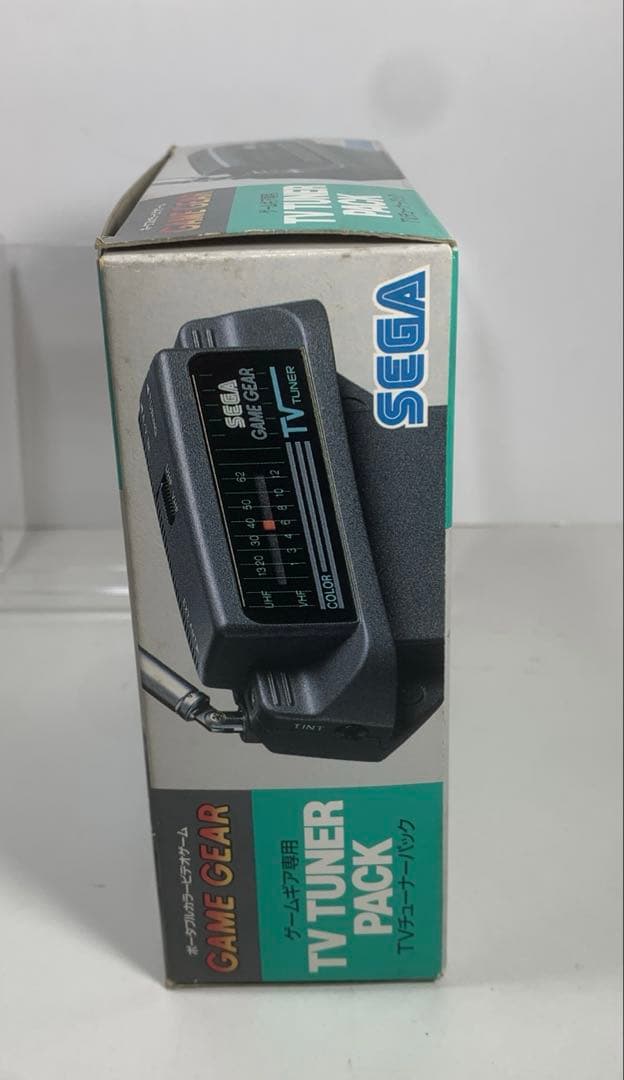 GAME GEAR
TV TUNER
PACK
SEGA
SEGA
GAME GEAR
TV TUNER
UHF 13 20 30 40 50 62
VHF 1 3 4 6 8 10 12
COLOR
TINT
ポータブルカラービデオゲーム
GAME GEAR
ゲームギア専用
TV TUNER
PACK
TVチューナーパック